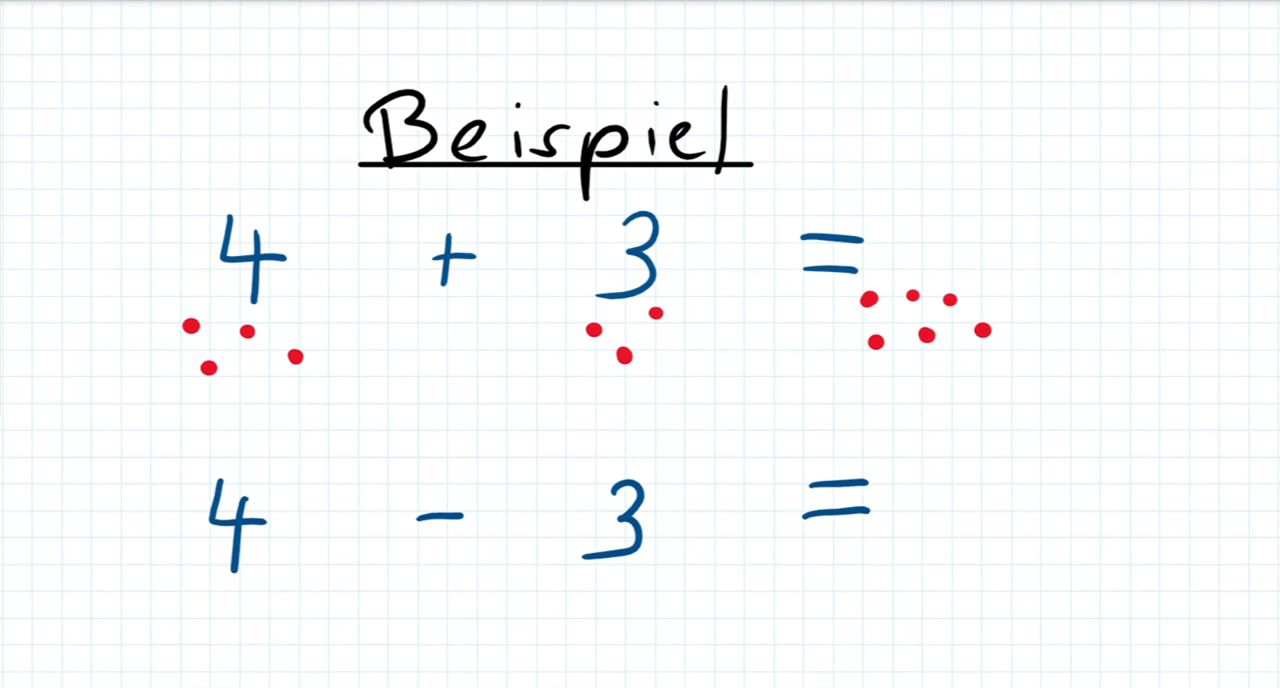 Beispiel
4 + 3 =
4 - 3 =